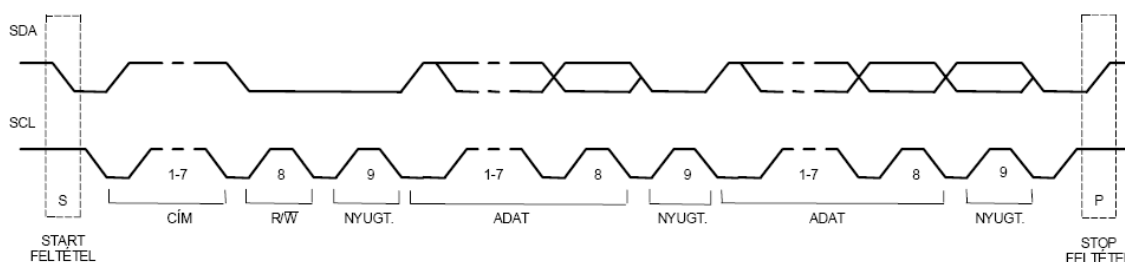 SDA
SCL
1-7
8
9
1-7
8
9
1-7
8
9
S
P
CÍM
R/W̅
NYUGT.
ADAT
NYUGT.
ADAT
NYUGT.
START
FELTÉTEL
STOP
FELTÉTEL